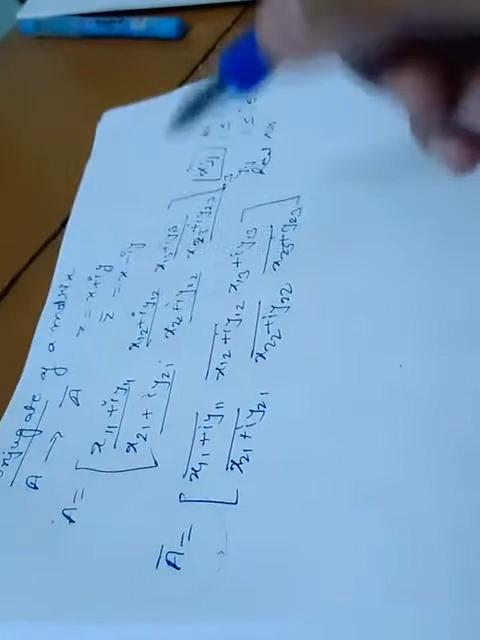 Conjugate of a matrix
A → A̅ z = x+iy
z̅ = x-iy
A = [ x₁₁+iy₁₁ x₁₂+iy₁₂ x₁₃+iy₁₃
x₂₁+iy₂₁ x₂₂+iy₂₂ x₂₃+iy₂₃ ]
A̅ = [ x₁₁+iy₁₁ x₁₂+iy₁₂ x₁₃+iy₁₃
x₂₁+iy₂₁ x₂₂+iy₂₂ x₂₃+iy₂₃ ]